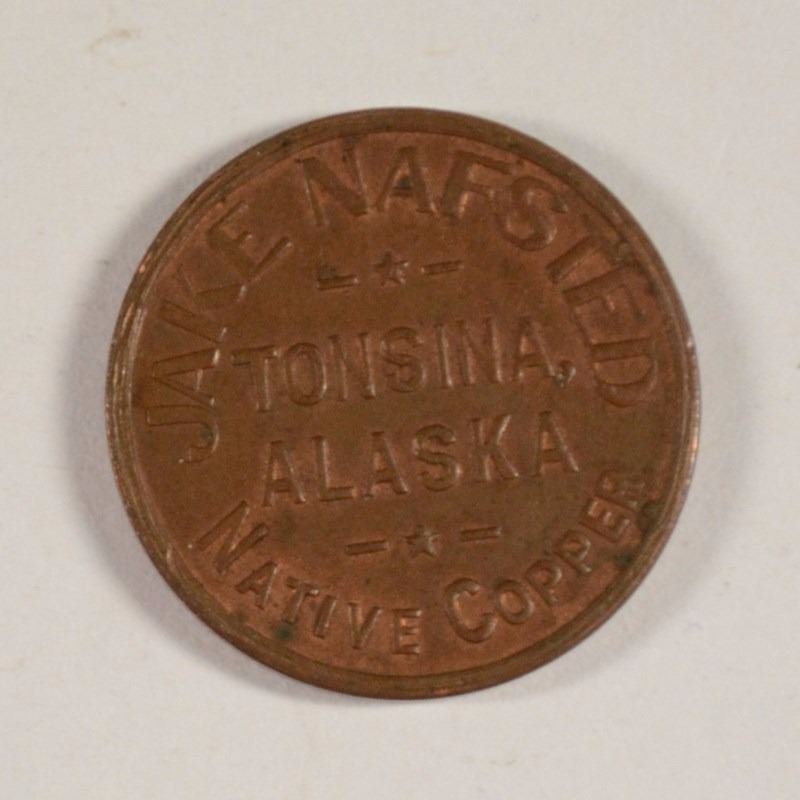 JAKE NAFSTED
TONSINA,
ALASKA
NATIVE COPPER